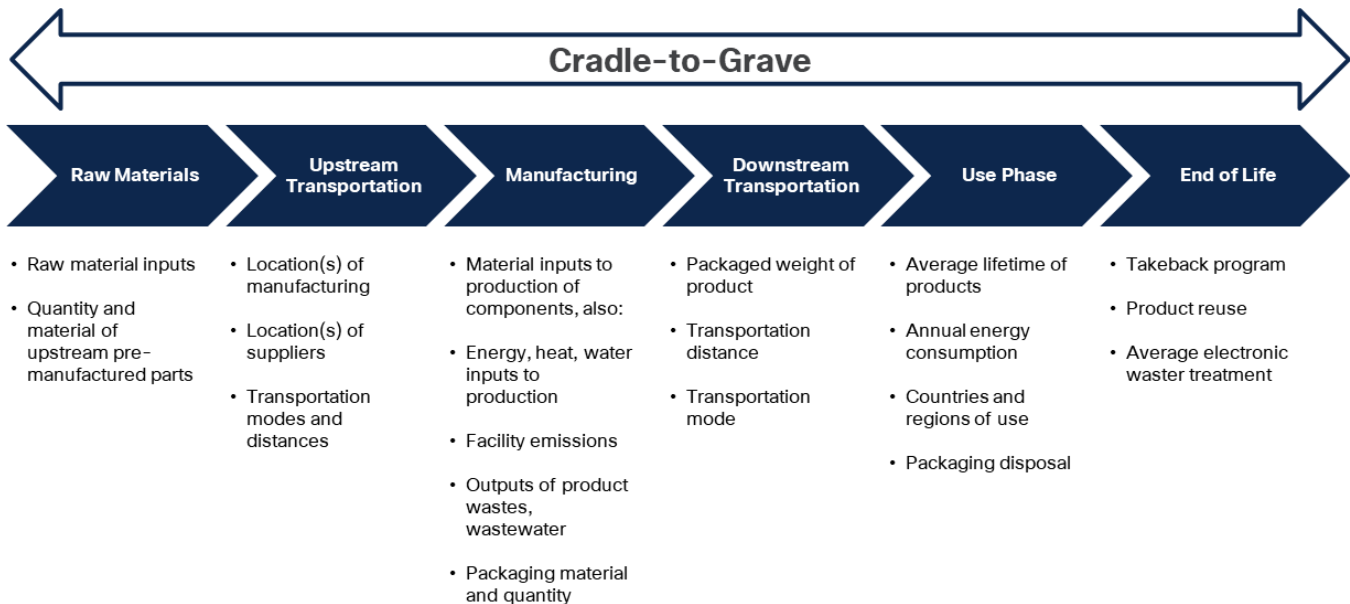 Cradle-to-Grave
Raw Materials
Upstream
Transportation
Manufacturing
Downstream
Transportation
Use Phase
End of Life
• Raw material inputs
• Quantity and
material of
upstream pre-
manufactured parts
• Location(s) of
manufacturing
• Location(s) of
suppliers
• Transportation
modes and
distances
• Material inputs to
production of
components, also:
• Energy, heat, water
inputs to
production
• Facility emissions
• Outputs of product
wastes,
wastewater
• Packaging material
and quantity
• Packaged weight of
product
• Transportation
distance
• Transportation
mode
• Average lifetime of
products
• Annual energy
consumption
• Countries and
regions of use
• Packaging disposal
• Takeback program
• Product reuse
• Average electronic
waster treatment